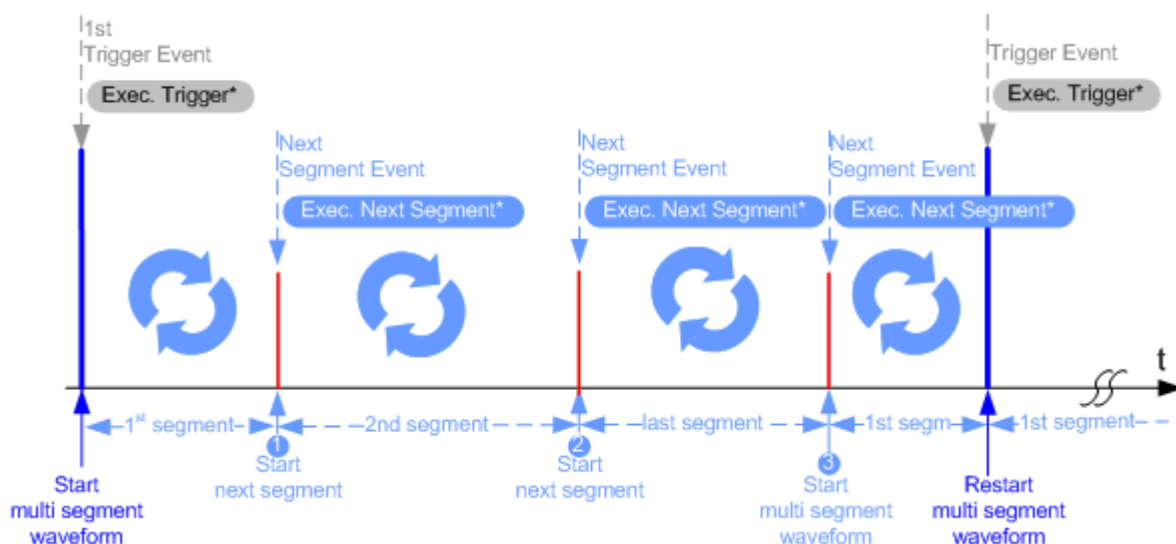 1st
Trigger Event
Exec. Trigger*
Trigger Event
Exec. Trigger*
Next
Segment Event
Exec. Next Segment*
Next
Segment Event
Exec. Next Segment*
Next
Segment Event
Exec. Next Segment*
t
1st segment
2nd segment
last segment
1st segm
1st segment
1
2
3
Start
multi segment
waveform
Start
next segment
Start
next segment
Start
multi segment
waveform
Restart
multi segment
waveform